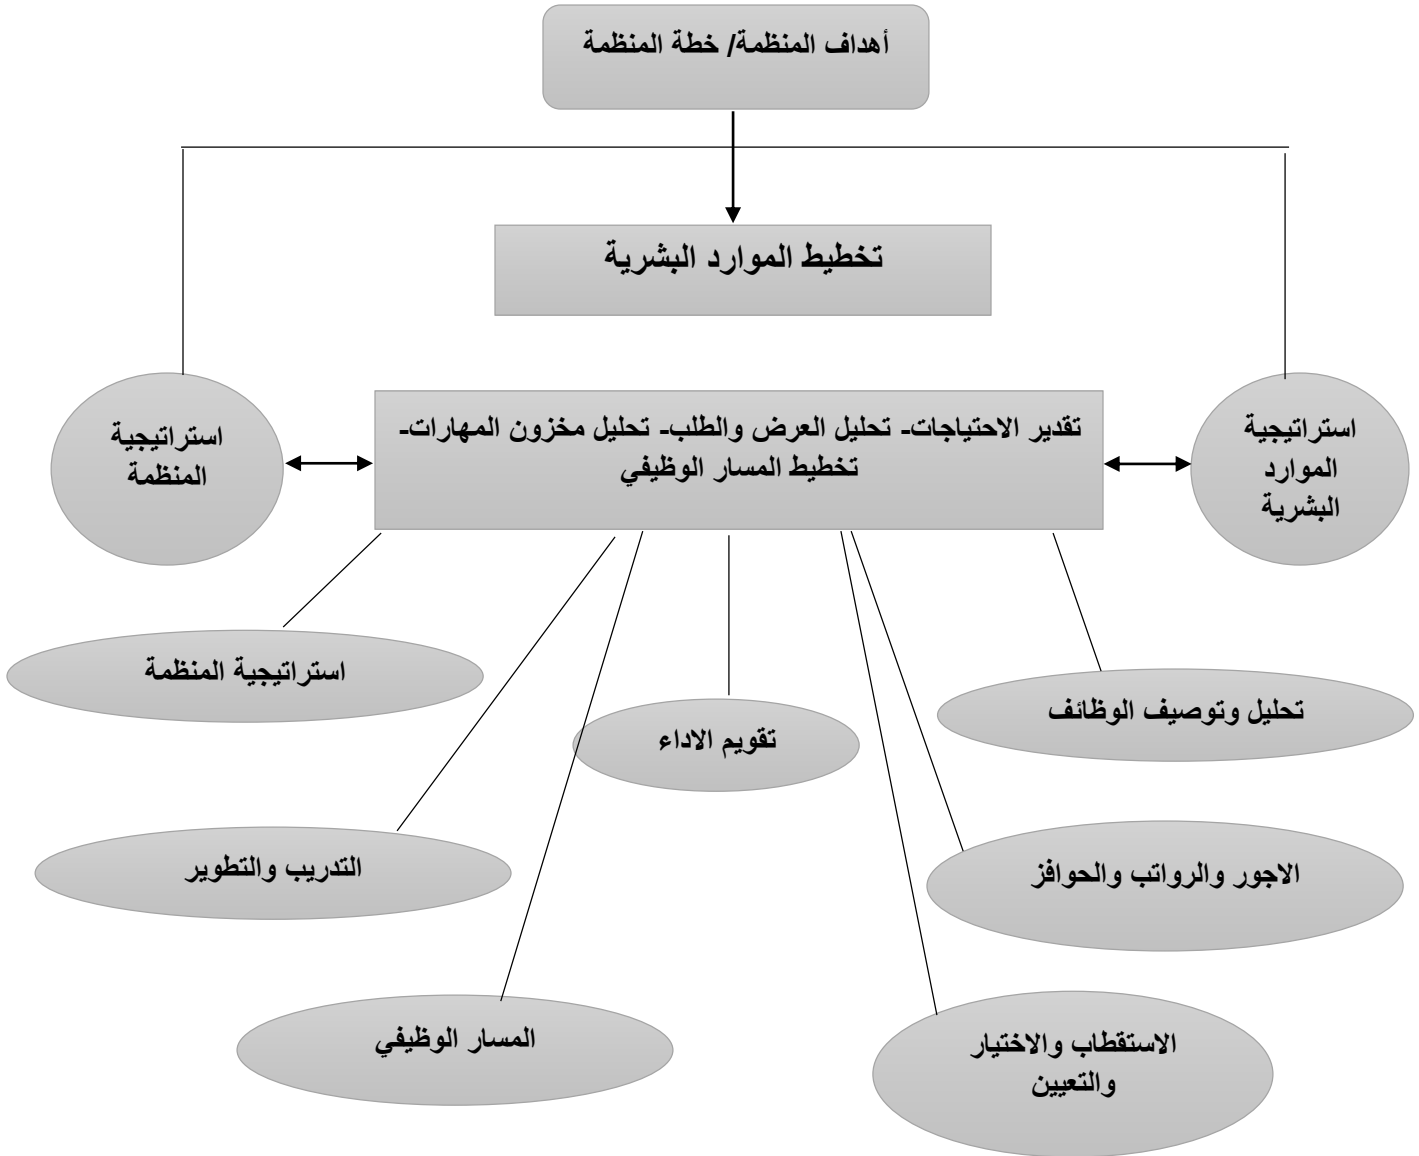 أهداف المنظمة/ خطة المنظمة
تخطيط الموارد البشرية
استراتيجية
الموارد
البشرية
تقدير الاحتياجات- تحليل العرض والطلب- تحليل مخزون المهارات-
تخطيط المسار الوظيفي
استراتيجية
المنظمة
تحليل وتوصيف الوظائف
استراتيجية المنظمة
تقويم الاداء
الاجور والرواتب والحوافز
التدريب والتطوير
الاستقطاب والاختيار
والتعيين
المسار الوظيفي